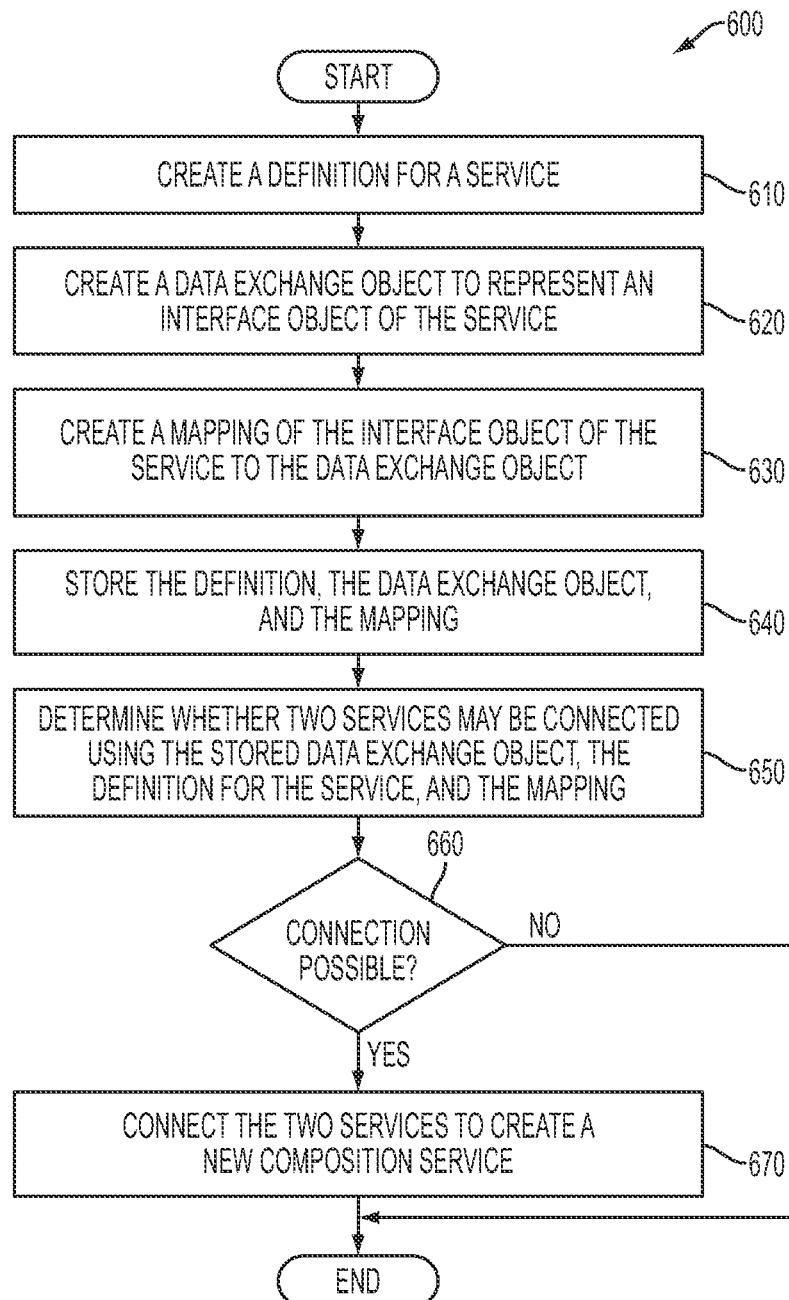 600
START
CREATE A DEFINITION FOR A SERVICE
610
CREATE A DATA EXCHANGE OBJECT TO REPRESENT AN
INTERFACE OBJECT OF THE SERVICE
620
CREATE A MAPPING OF THE INTERFACE OBJECT OF THE
SERVICE TO THE DATA EXCHANGE OBJECT
630
STORE THE DEFINITION, THE DATA EXCHANGE OBJECT,
AND THE MAPPING
640
DETERMINE WHETHER TWO SERVICES MAY BE CONNECTED
USING THE STORED DATA EXCHANGE OBJECT, THE
DEFINITION FOR THE SERVICE, AND THE MAPPING
650
660
CONNECTION
POSSIBLE?
NO
YES
CONNECT THE TWO SERVICES TO CREATE A
NEW COMPOSITION SERVICE
670
END